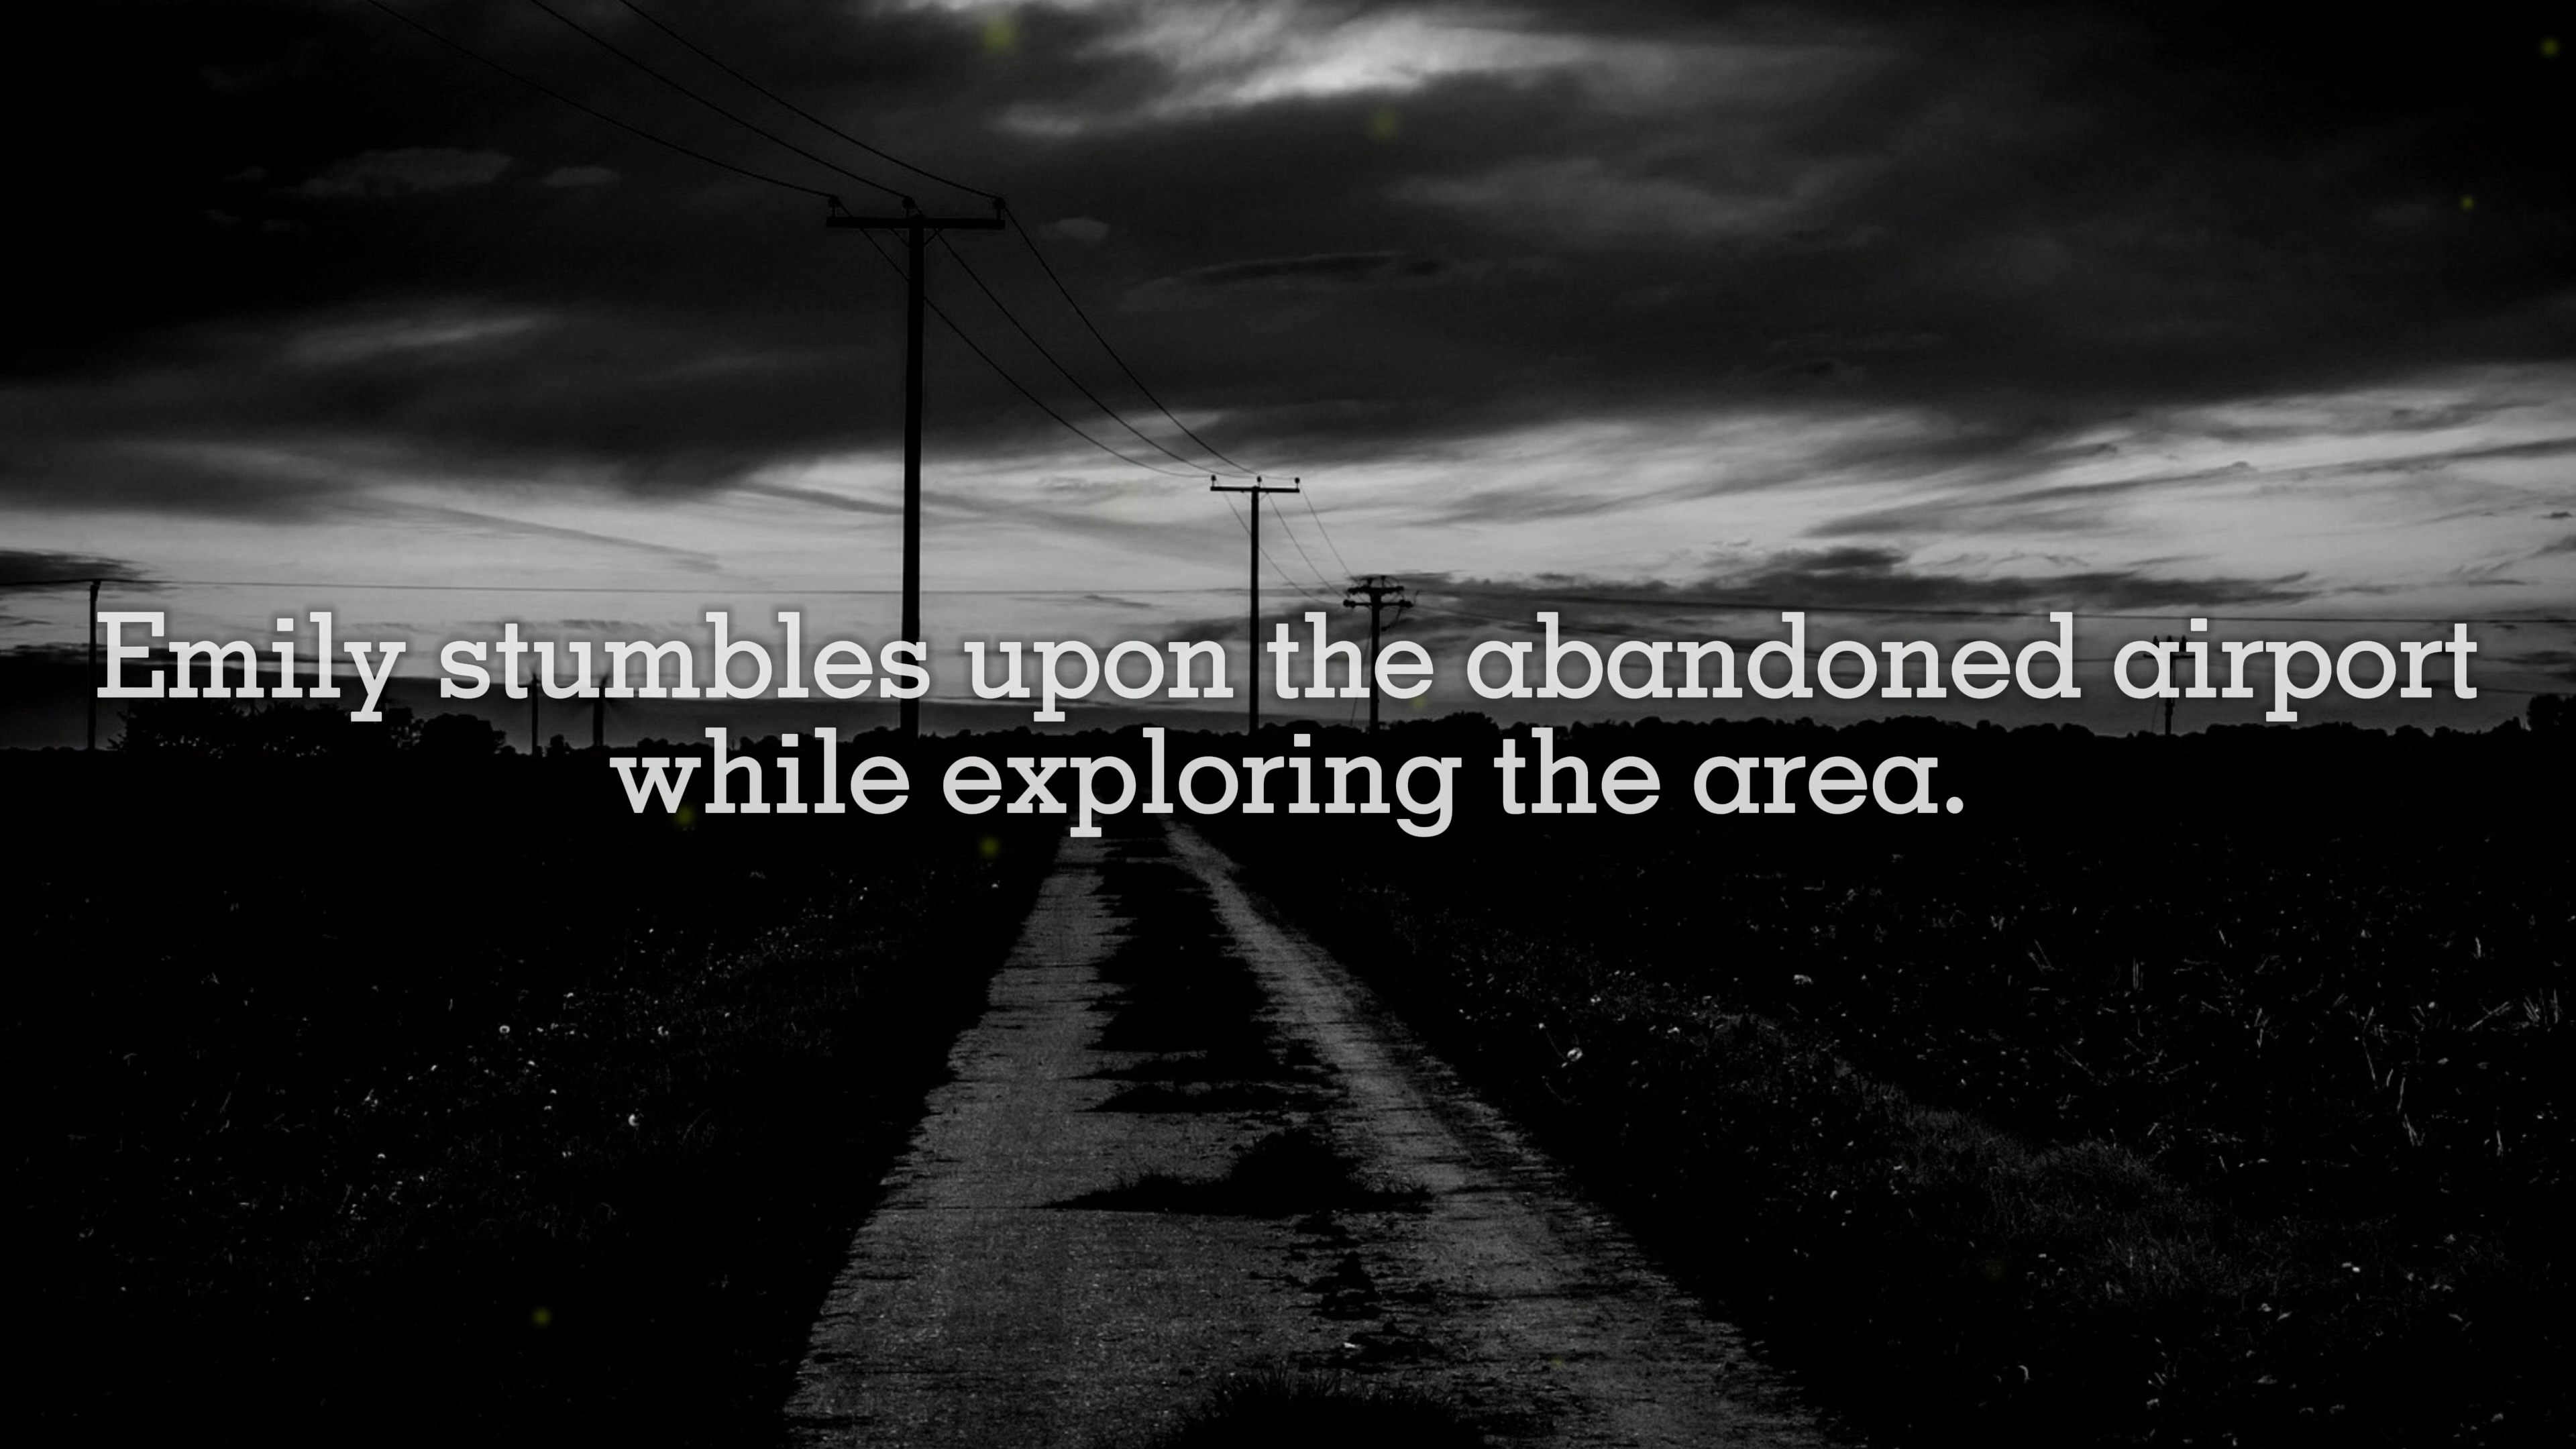 Emily stumbles upon the abandoned airport
while exploring the area.